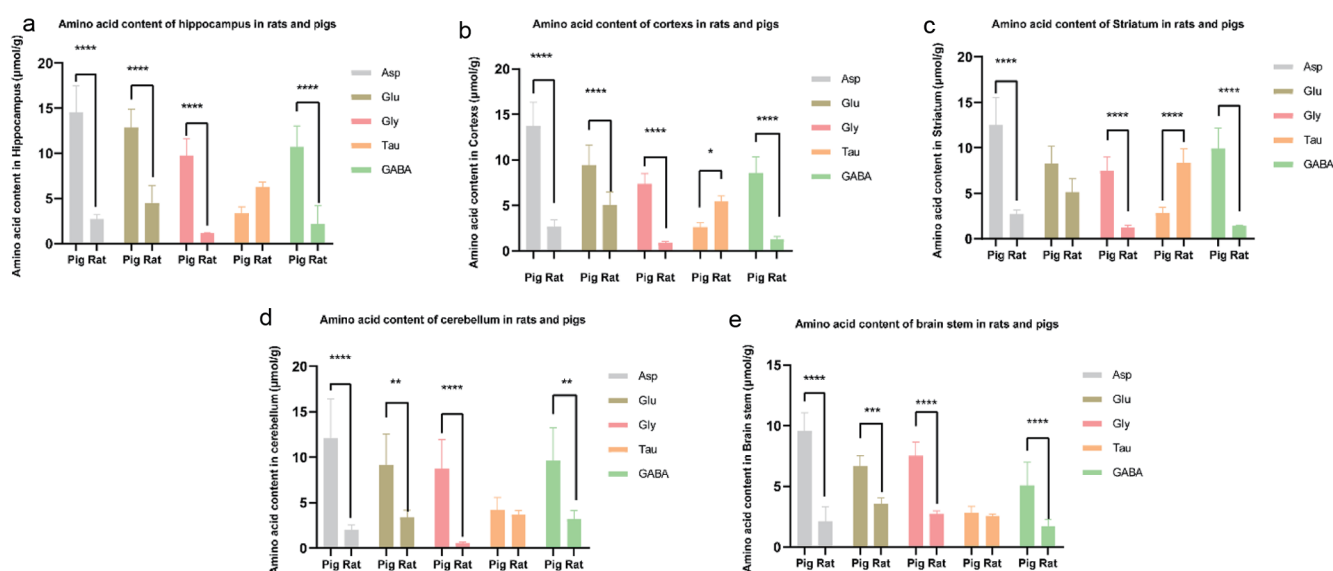 a
Amino acid content of hippocampus in rats and pigs
Amino acid content in Hippocampus (μmol/g)
20
15
10
5
0
**** **** **** ****
Pig Rat Pig Rat Pig Rat Pig Rat Pig Rat
Asp
Glu
Gly
Tau
GABA
b
Amino acid content of cortexs in rats and pigs
Amino acid content in Cortexs (μmol/g)
20
15
10
5
0
**** **** **** * ****
Pig Rat Pig Rat Pig Rat Pig Rat Pig Rat
Asp
Glu
Gly
Tau
GABA
c
Amino acid content of Striatum in rats and pigs
Amino acid content in Striatum (μmol/g)
20
15
10
5
0
**** **** **** ****
Pig Rat Pig Rat Pig Rat Pig Rat Pig Rat
Asp
Glu
Gly
Tau
GABA
d
Amino acid content of cerebellum in rats and pigs
Amino acid content in cerebellum (μmol/g)
20
15
10
5
0
**** ** **** **
Pig Rat Pig Rat Pig Rat Pig Rat Pig Rat
Asp
Glu
Gly
Tau
GABA
e
Amino acid content of brain stem in rats and pigs
Amino acid content in Brain stem (μmol/g)
15
10
5
0
**** *** **** ****
Pig Rat Pig Rat Pig Rat Pig Rat Pig Rat
Asp
Glu
Gly
Tau
GABA